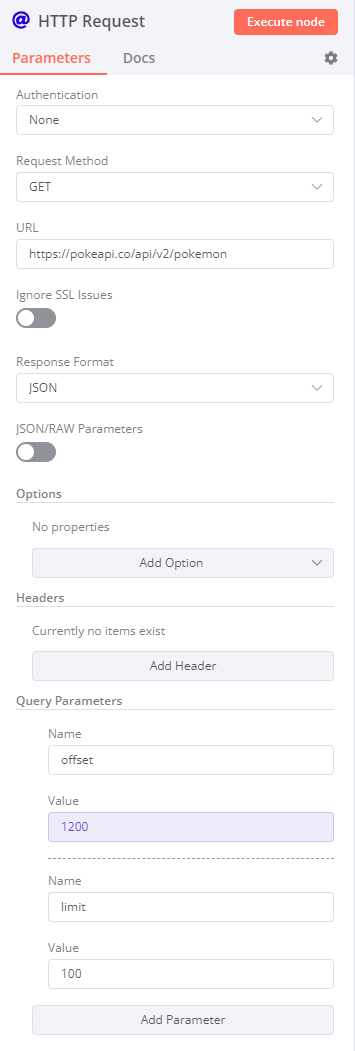 HTTP Request
Execute node
Parameters
Docs
Authentication
None
Request Method
GET
URL
https://pokeapi.co/api/v2/pokemon
Ignore SSL Issues
Response Format
JSON
JSON/RAW Parameters
Options
No properties
Add Option
Headers
Currently no items exist
Add Header
Query Parameters
Name
offset
Value
1200
Name
limit
Value
100
Add Parameter